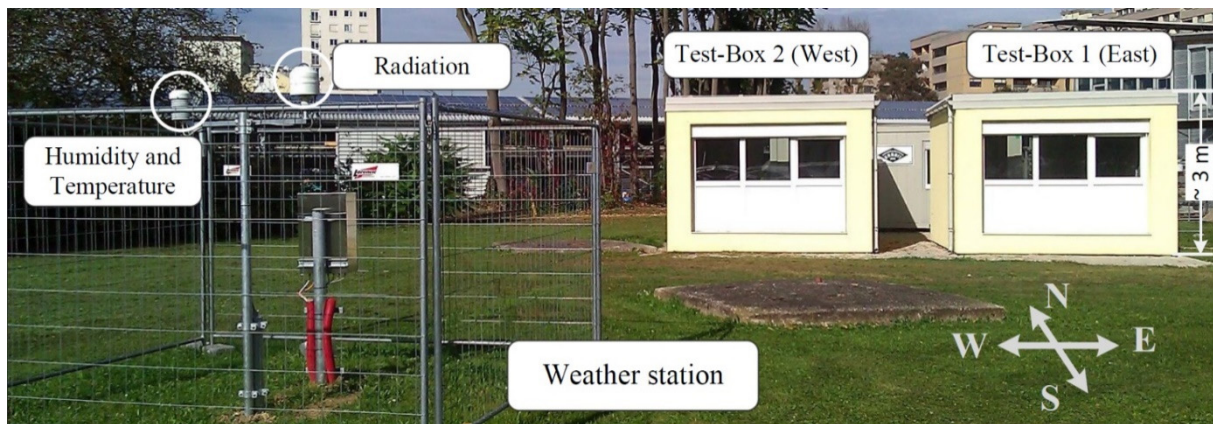 Radiation
Test-Box 2 (West)
Test-Box 1 (East)
Humidity and
Temperature
~ 3 m
N
W
E
S
Weather station